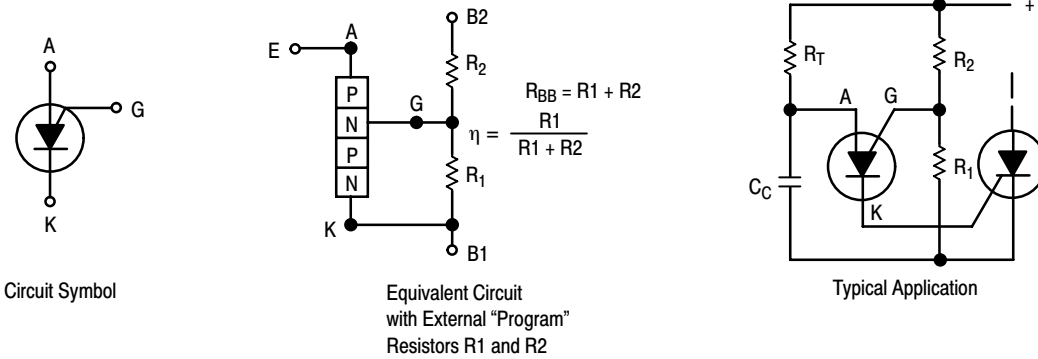 A
G
K
Circuit Symbol
B2
E
A
R2
P
G
N
P
N
R1
K
B1
RBB = R1 + R2
η = R1
R1 + R2
Equivalent Circuit
with External “Program”
Resistors R1 and R2
+
RT
R2
A
G
CC
R1
K
Typical Application